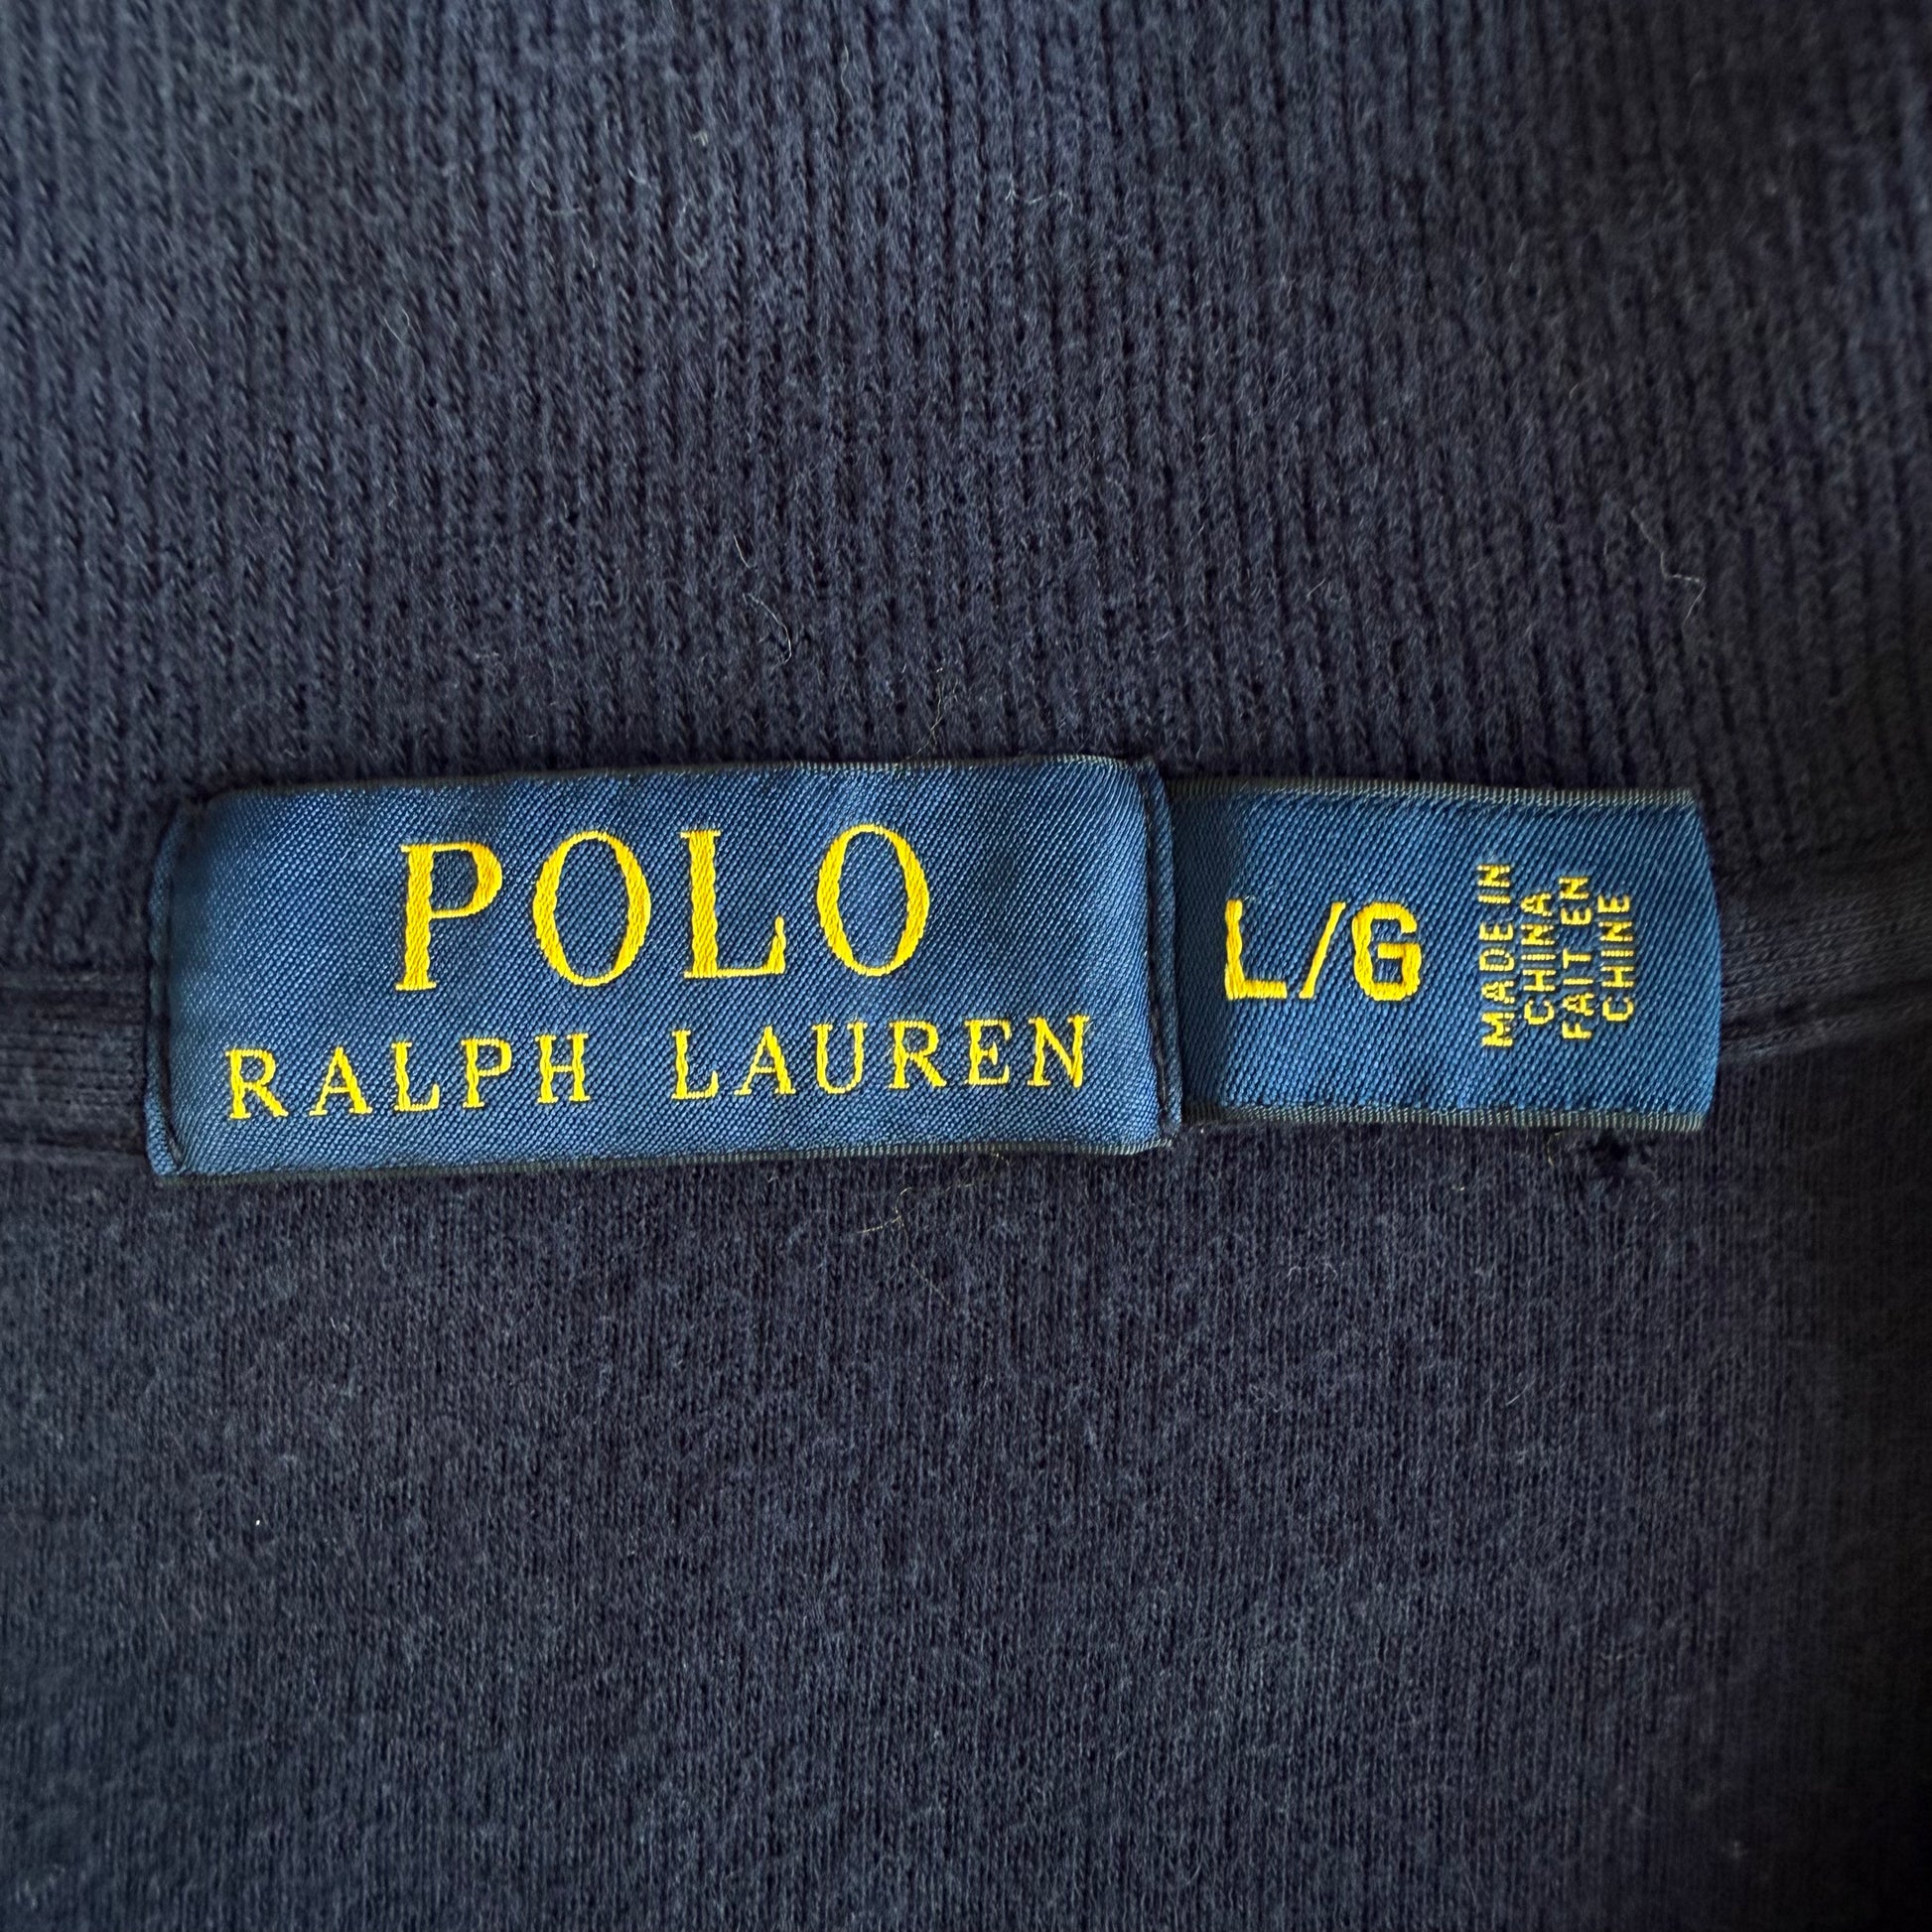 POLO
RALPH LAUREN
L/G
MADE IN
CHINA
FAIT EN
CHINE